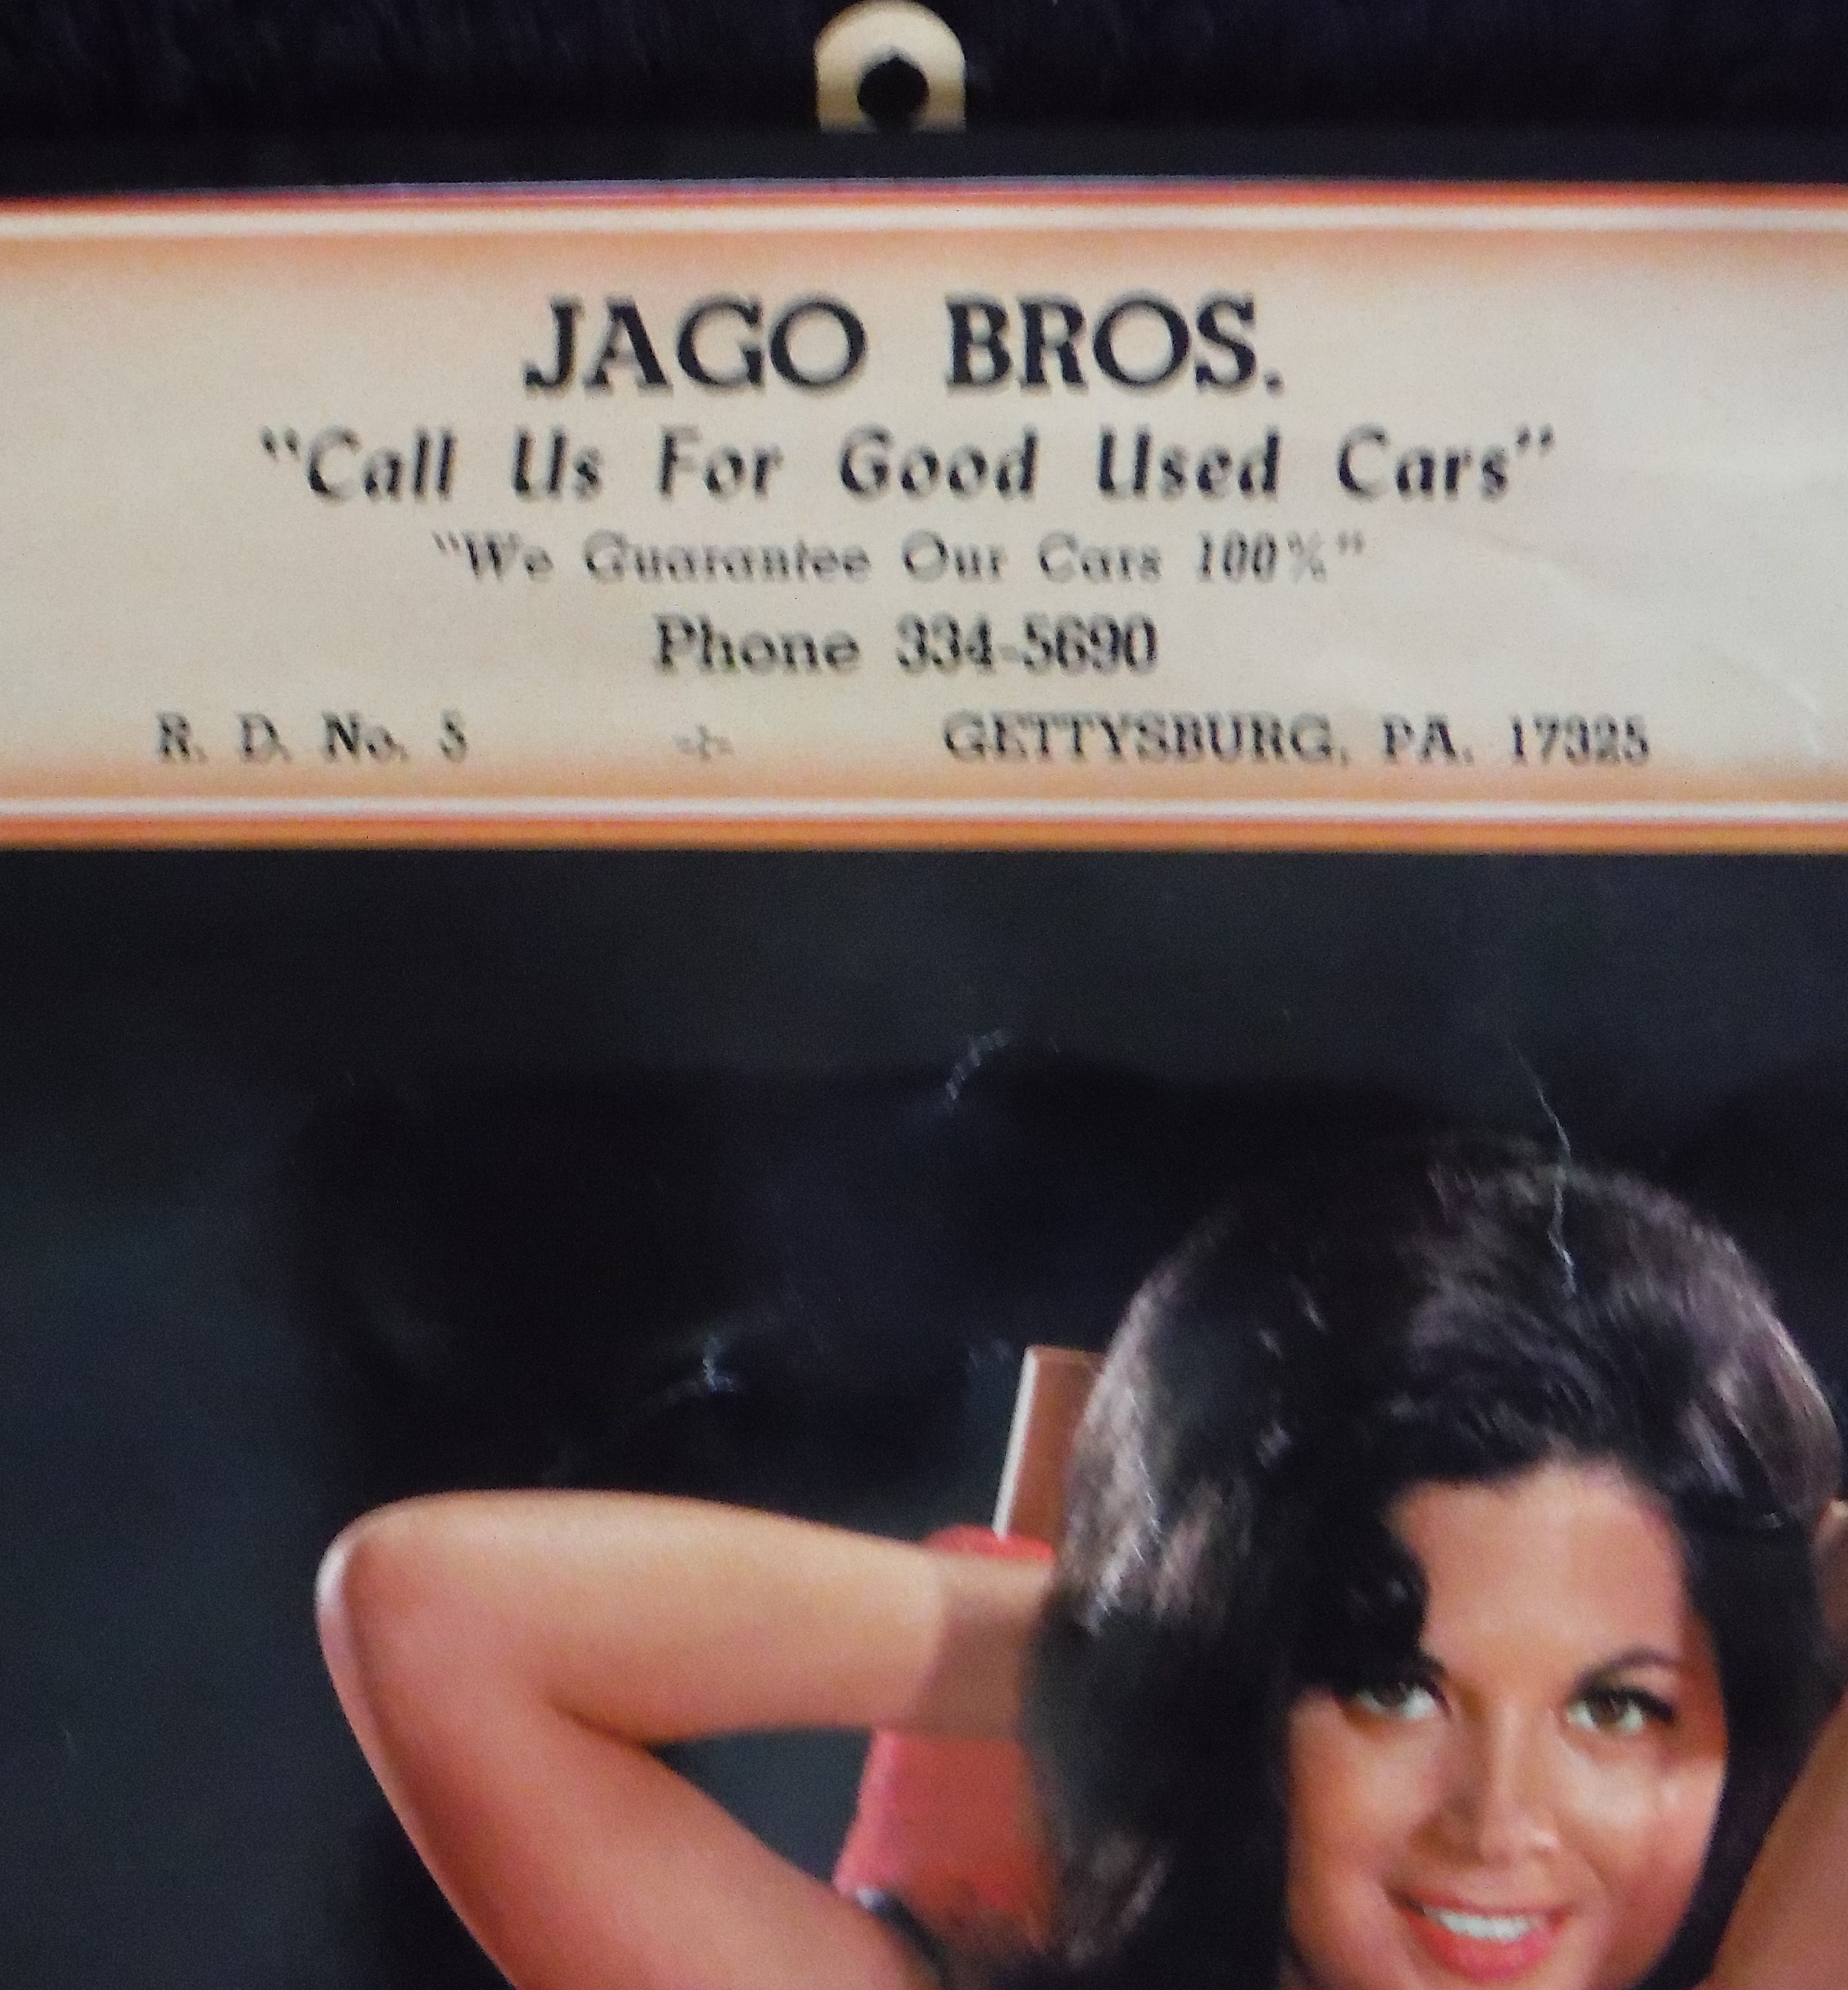 JAGO BROS.
"Call Us For Good Used Cars"
"We Guarantee Our Cars 100%"
Phone 334-5690
R. D. No. 5 GETTYSBURG, PA. 17325